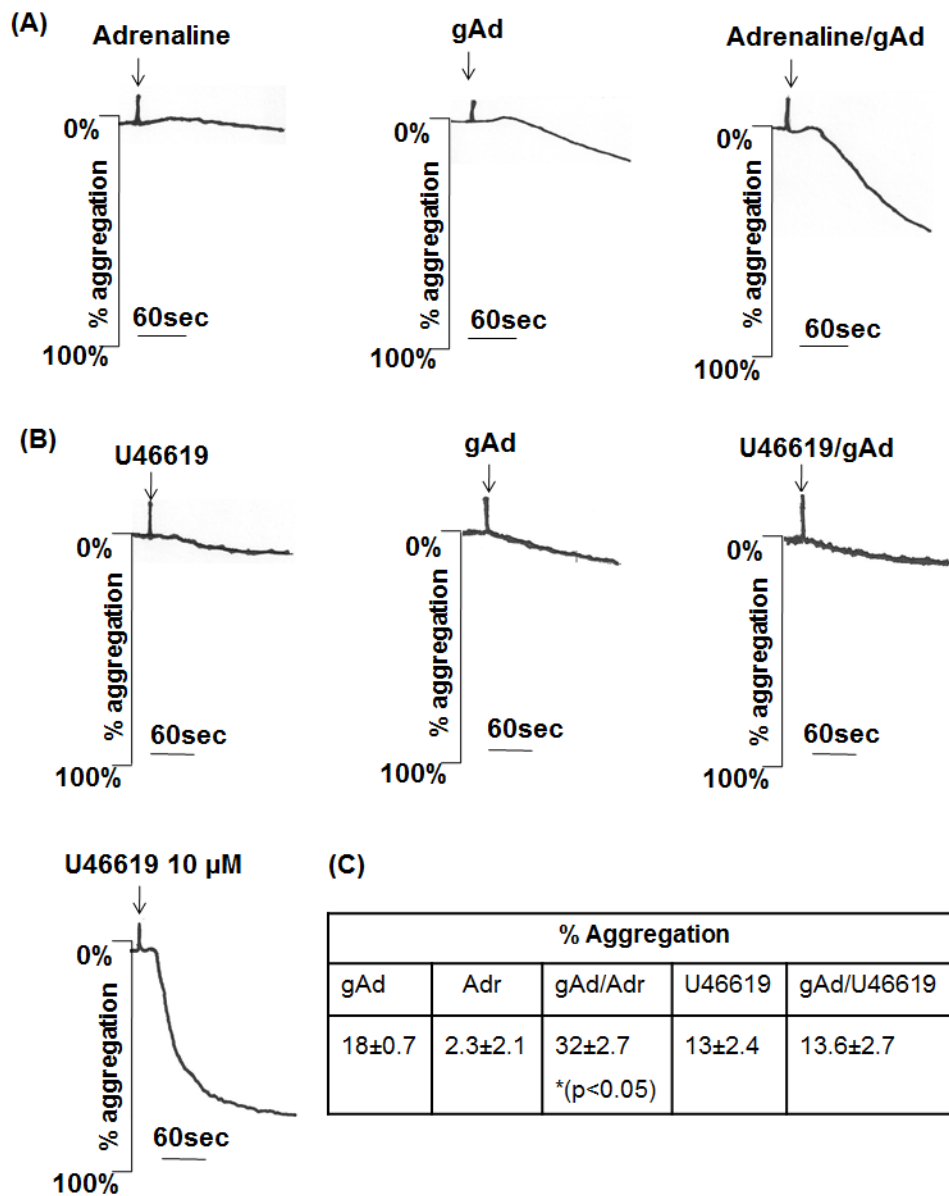 (A)
Adrenaline
gAd
Adrenaline/gAd
0%
% aggregation
60sec
100%
0%
% aggregation
60sec
100%
0%
% aggregation
60sec
100%
(B)
U46619
gAd
U46619/gAd
0%
% aggregation
60sec
100%
0%
% aggregation
60sec
100%
0%
% aggregation
60sec
100%
U46619 10 µM
0%
% aggregation
60sec
100%
(C)
% Aggregation
gAd Adr gAd/Adr U46619 gAd/U46619
18±0.7 2.3±2.1 32±2.7 13±2.4 13.6±2.7
*(p<0.05)